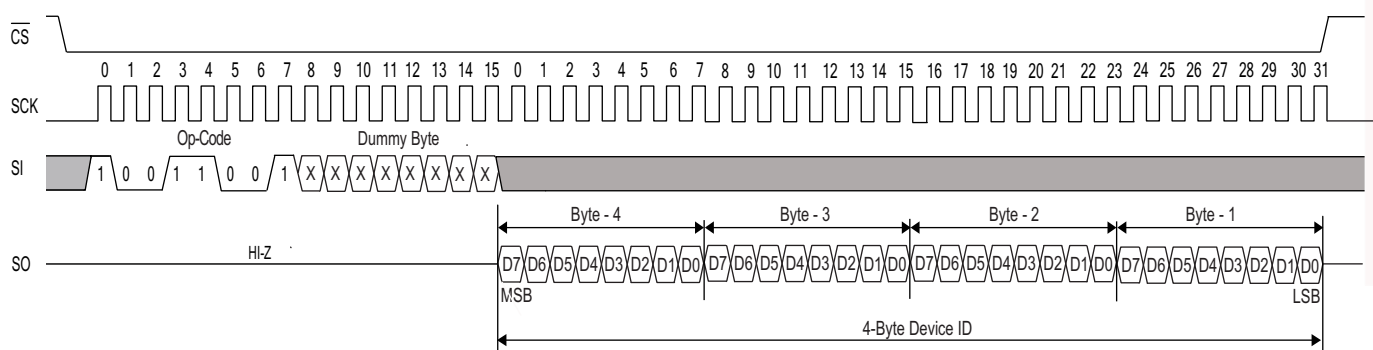 CS
0 1 2 3 4 5 6 7 8 9 10 11 12 13 14 15 0 1 2 3 4 5 6 7 8 9 10 11 12 13 14 15 16 17 18 19 20 21 22 23 24 25 26 27 28 29 30 31
SCK
Op-Code Dummy Byte
SI 1 0 0 1 1 0 0 1 X X X X X X X X
Byte - 4 Byte - 3 Byte - 2 Byte - 1
HI-Z
SO D7 D6 D5 D4 D3 D2 D1 D0 D7 D6 D5 D4 D3 D2 D1 D0 D7 D6 D5 D4 D3 D2 D1 D0 D7 D6 D5 D4 D3 D2 D1 D0
MSB LSB
4-Byte Device ID